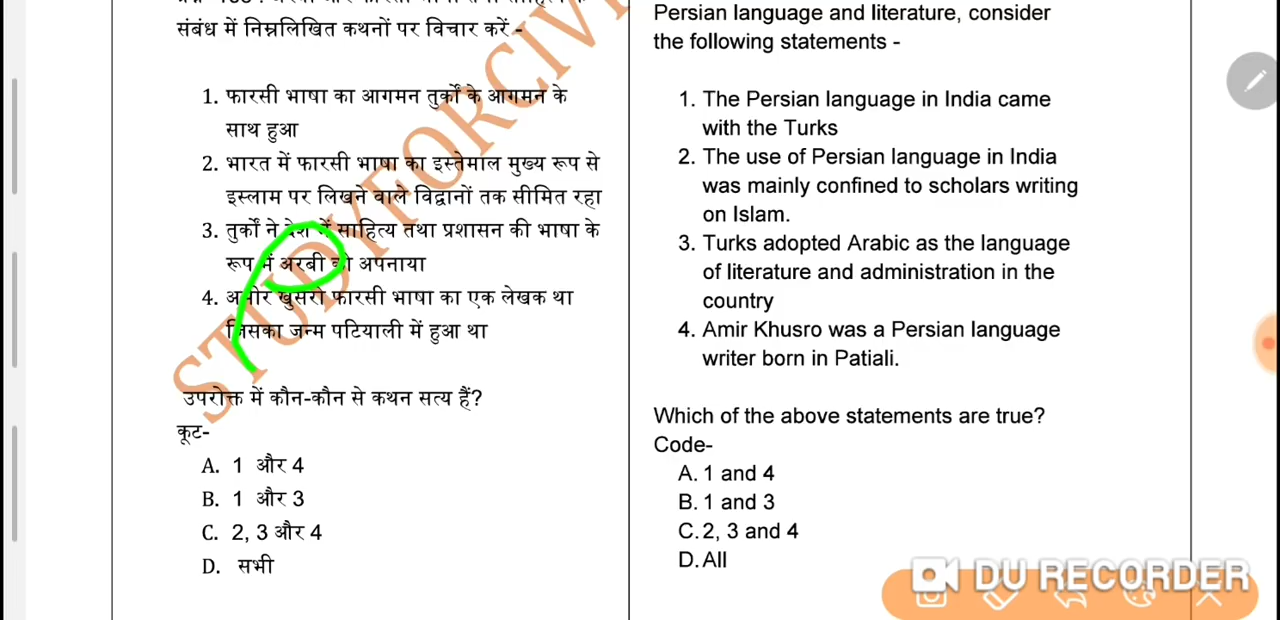 संबंध में निम्नलिखित कथनों पर विचार करें -
1. फारसी भाषा का आगमन तुर्कों के आगमन के
साथ हुआ
2. भारत में फारसी भाषा का इस्तेमाल मुख्य रूप से
इस्लाम पर लिखने वाले विद्वानों तक सीमित रहा
3. तुर्कों ने देश में साहित्य तथा प्रशासन की भाषा के
रूप में अरबी को अपनाया
4. अमीर खुसरो फारसी भाषा का एक लेखक था
जिसका जन्म पटियाली में हुआ था
उपरोक्त में कौन-कौन से कथन सत्य हैं?
कूट-
A. 1 और 4
B. 1 और 3
C. 2, 3 और 4
D. सभी
Persian language and literature, consider
the following statements -
1. The Persian language in India came
with the Turks
2. The use of Persian language in India
was mainly confined to scholars writing
on Islam.
3. Turks adopted Arabic as the language
of literature and administration in the
country
4. Amir Khusro was a Persian language
writer born in Patiali.
Which of the above statements are true?
Code-
A. 1 and 4
B. 1 and 3
C. 2, 3 and 4
D. All
STUDYFORCIV
DU RECORDER